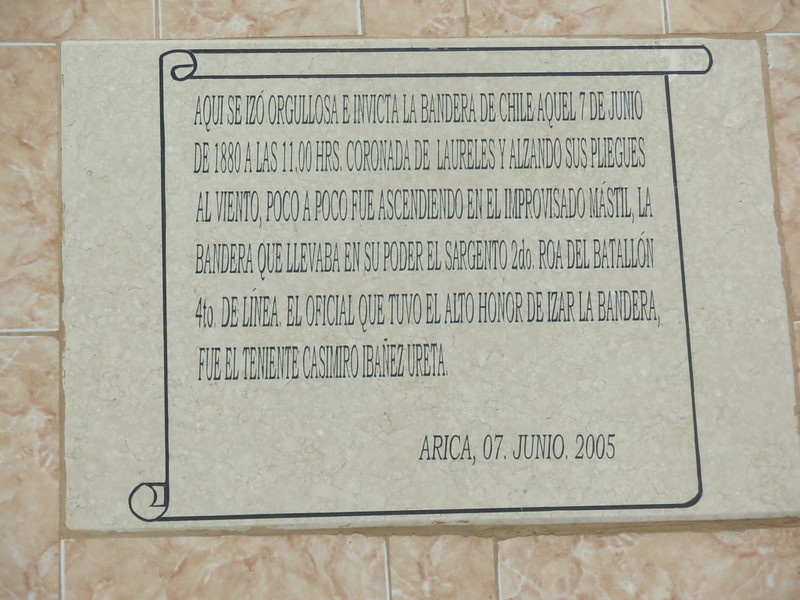 AQUI SE IZÓ ORGULLOSA E INVICTA LA BANDERA DE CHILE AQUEL 7 DE JUNIO
DE 1880 A LAS 11,00 HRS. CORONADA DE LAURELES Y ALZANDO SUS PLIEGUES
AL VIENTO, POCO A POCO FUE ASCENDIENDO EN EL IMPROVISADO MÁSTIL, LA
BANDERA QUE LLEVABA EN SU PODER EL SARGENTO 2do. ROA DEL BATALLÓN
4to. DE LÍNEA. EL OFICIAL QUE TUVO EL ALTO HONOR DE IZAR LA BANDERA,
FUE EL TENIENTE CASIMIRO IBAÑEZ URETA.
ARICA, 07. JUNIO. 2005